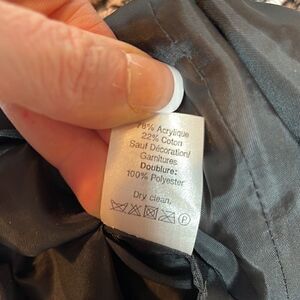 78% Acrylique
22% Coton
Sauf Décoration/
Garnitures.
Doublure:
100% Polyester
Dry clean.
P